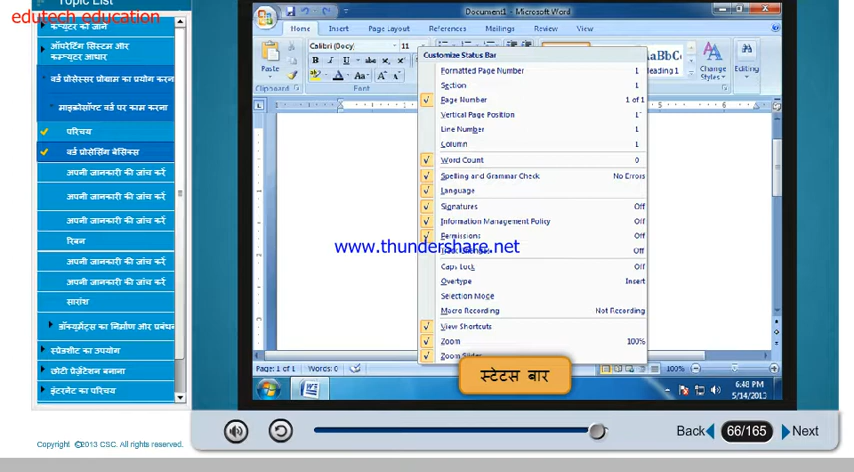 Topic List
edutech education
कम्प्यूटर को जानें
ऑपरेटिंग सिस्टम और
कम्प्यूटर आधार
वर्ड प्रोसेसर प्रोग्राम का प्रयोग करना
माइक्रोसॉफ्ट वर्ड पर काम करना
परिचय
वर्ड प्रोसेसिंग बेसिक्स
अपनी जानकारी की जांच करें
अपनी जानकारी की जांच करें
अपनी जानकारी की जांच करें
रिबन
अपनी जानकारी की जांच करें
अपनी जानकारी की जांच करें
सारांश
डॉक्यूमेंट्स का निर्माण और प्रबंधन
स्प्रेडशीट का उपयोग
छोटी प्रेज़ेंटेशन बनाना
इंटरनेट का परिचय
Copyright ©2013 CSC. All rights reserved.
Document1 - Microsoft Word
Home Insert Page Layout References Mailings Review View
Paste
Clipboard
Calibri (Body) 11
Font
AaBbC
Heading 1
Change
Styles
Editing
Customize Status Bar
Formatted Page Number 1
Section 1
Page Number 1 of 1
Vertical Page Position 1"
Line Number 1
Column 1
Word Count 0
Spelling and Grammar Check No Errors
Language
Signatures Off
Information Management Policy Off
Permissions Off
Track Changes Off
Caps Lock Off
Overtype Insert
Selection Mode
Macro Recording Not Recording
View Shortcuts
Zoom 100%
Zoom Slider
www.thundershare.net
स्टेटस बार
Page: 1 of 1 Words: 0
100%
6:48 PM
5/14/2013
Back 66/165 Next